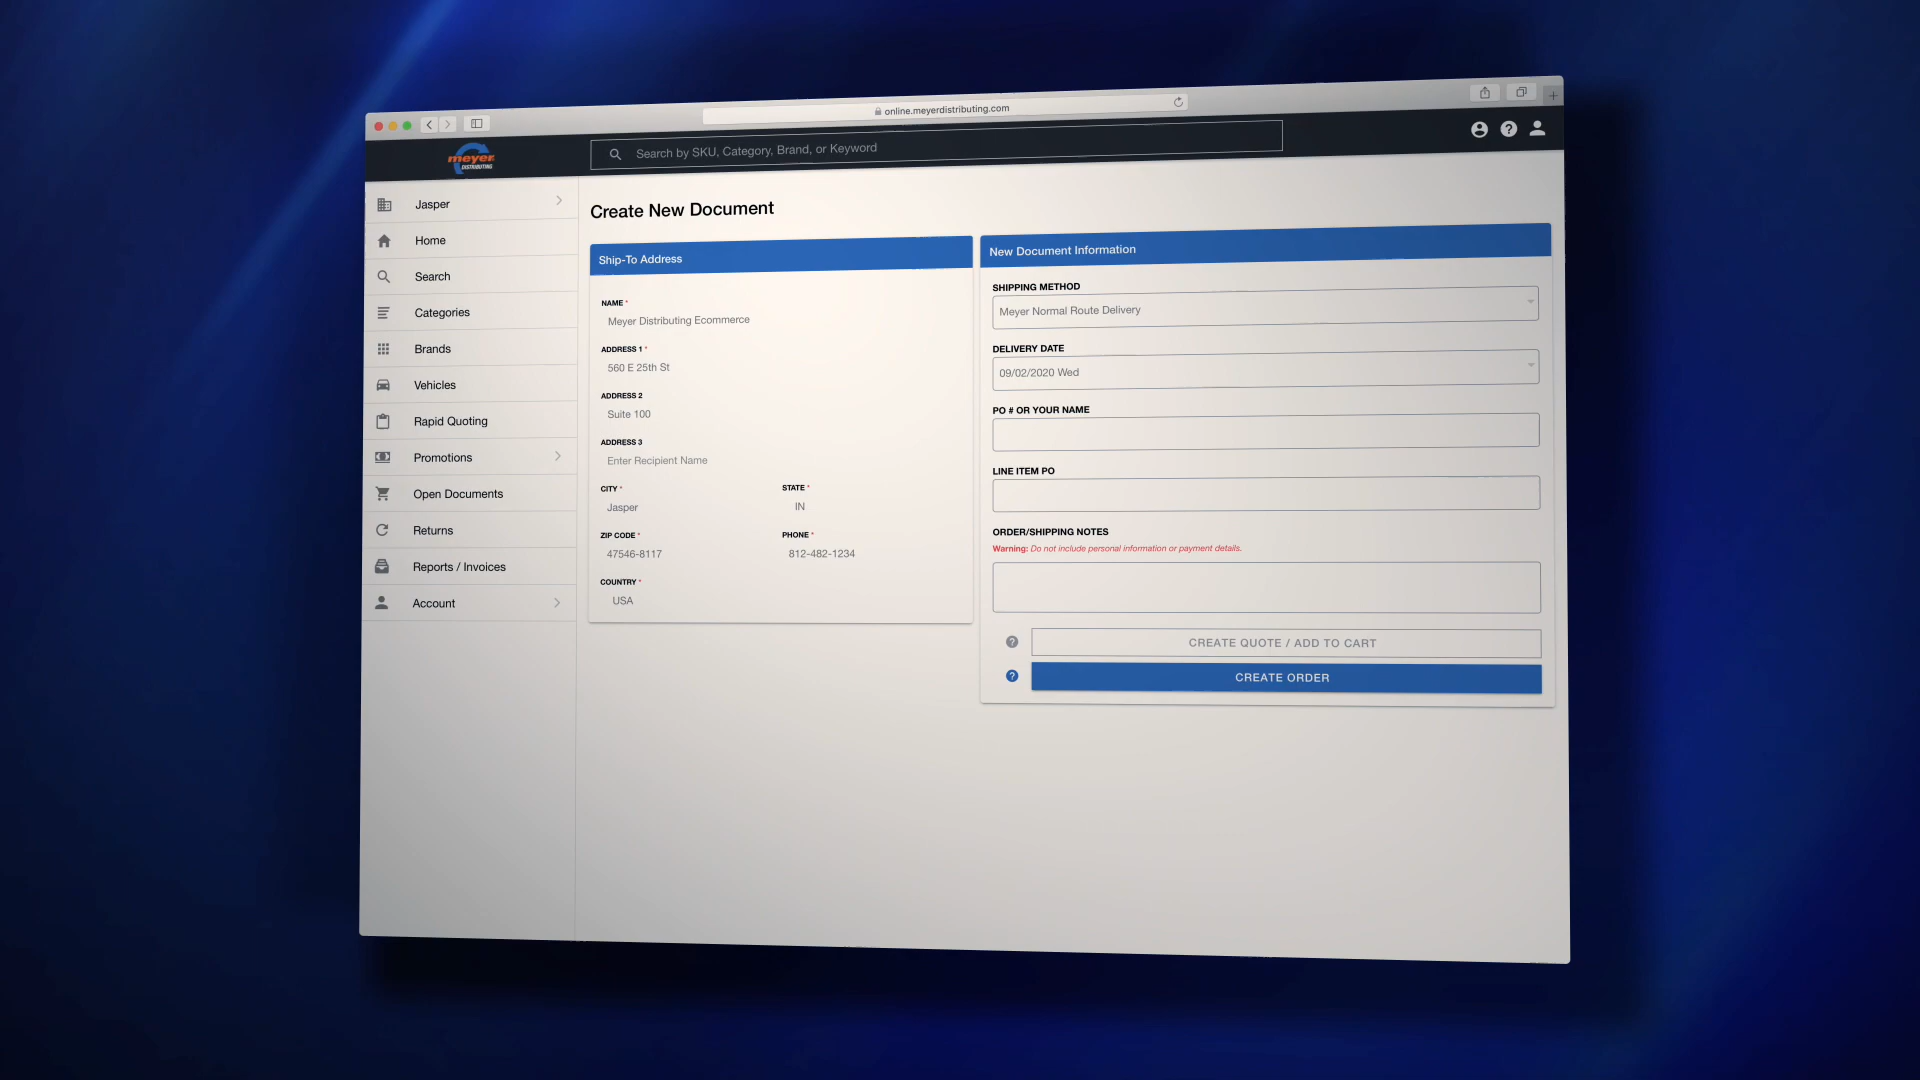 online.meyerdistributing.com
meyer
DISTRIBUTING
Search by SKU, Category, Brand, or Keyword
Jasper
Home
Search
Categories
Brands
Vehicles
Rapid Quoting
Promotions
Open Documents
Returns
Reports / Invoices
Account
Create New Document
Ship-To Address
NAME *
Meyer Distributing Ecommerce
ADDRESS 1 *
560 E 25th St
ADDRESS 2
Suite 100
ADDRESS 3
Enter Recipient Name
CITY * STATE *
Jasper IN
ZIP CODE * PHONE *
47546-8117 812-482-1234
COUNTRY *
USA
New Document Information
SHIPPING METHOD
Meyer Normal Route Delivery
DELIVERY DATE
09/02/2020 Wed
PO # OR YOUR NAME
LINE ITEM PO
ORDER/SHIPPING NOTES
Warning: Do not include personal information or payment details.
? CREATE QUOTE / ADD TO CART
? CREATE ORDER